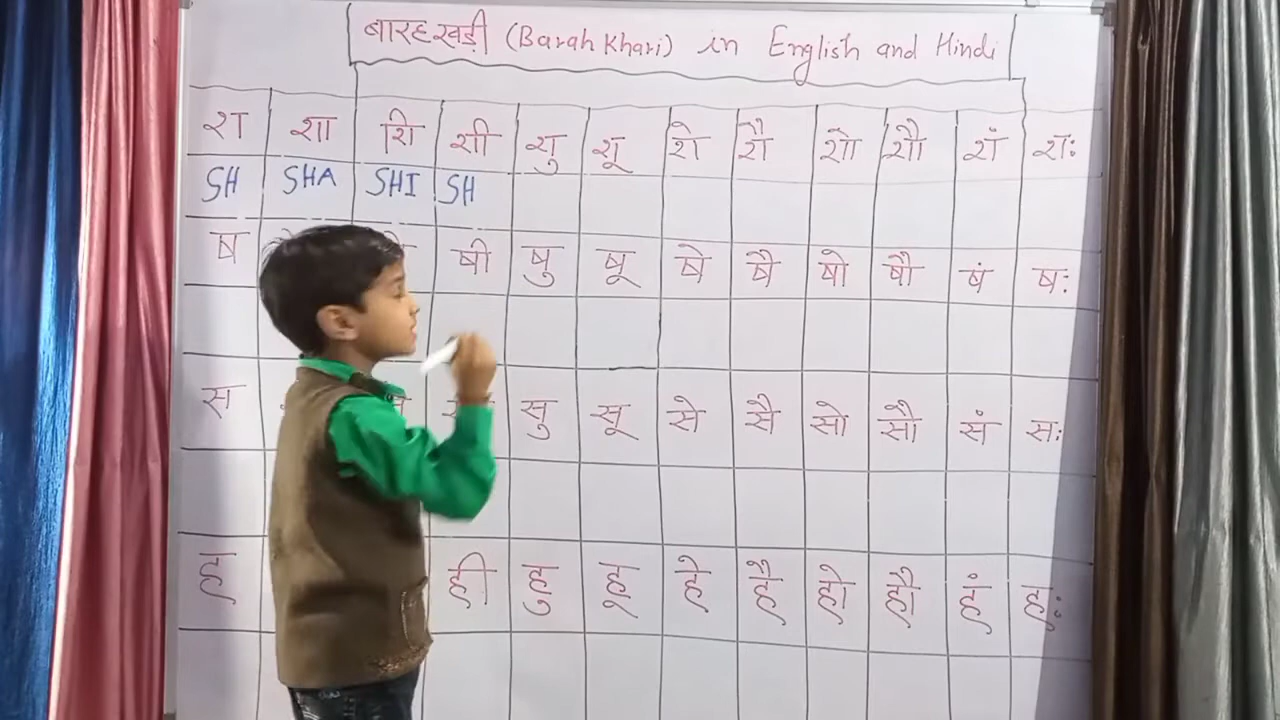 बारहखड़ी (Barah Khari) in English and Hindi
श शा शि शी शु शू शे शै शो शौ शं शः
SH SHA SHI SH
ष षी षु षू षे षै षो षौ षं षः
स सु सू से सै सो सौ सं सः
ह ही हु हू हे है हो हौ हं हः